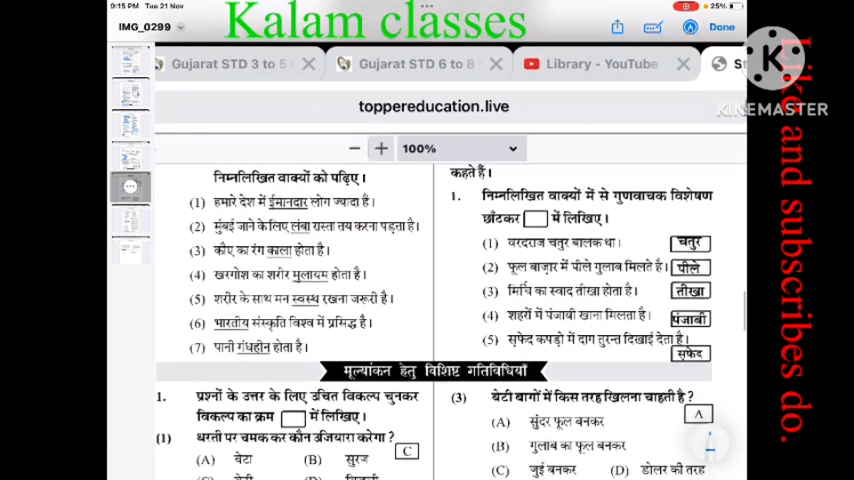 9:15 PM Tue 21 Nov
25%
Kalam classes
IMG_0299
Done
Gujarat STD 3 to 5
Gujarat STD 6 to 8
Library - YouTube
St
KINEMASTER
toppereducation.live
100%
निम्नलिखित वाक्यों को पढ़िए।
(1) हमारे देश में ईमानदार लोग ज्यादा हैं।
(2) मुंबई जाने के लिए लंबा रास्ता तय करना पड़ता है।
(3) कौए का रंग काला होता है।
(4) खरगोश का शरीर मुलायम होता है।
(5) शरीर के साथ मन स्वस्थ रखना जरूरी है।
(6) भारतीय संस्कृति विश्व में प्रसिद्ध है।
(7) पानी गंधहीन होता है।
कहते हैं।
1. निम्नलिखित वाक्यों में से गुणवाचक विशेषण
छाँटकर में लिखिए।
(1) वरदराज चतुर बालक था। चतुर
(2) फूल बाज़ार में पीले गुलाब मिलते है। पीले
(3) मिर्चि का स्वाद तीखा होता है। तीखा
(4) शहरों में पंजाबी खाना मिलता है। पंजाबी
(5) सफ़ेद कपड़ो में दाग तुरन्त दिखाई देता है।
सफ़ेद
मूल्यांकन हेतु विशिष्ट गतिविधियाँ
1. प्रश्नों के उत्तर के लिए उचित विकल्प चुनकर
विकल्प का क्रम में लिखिए।
(1) धरती पर चमक कर कौन उजियारा करेगा?
C
(A) बेटा (B) सुरज
(3) बेटी बागों में किस तरह खिलना चाहती है?
A
(A) सुंदर फूल बनकर
(B) गुलाब का फूल बनकर
(C) जुई बनकर (D) डोलर की तरह
Like and subscribes do.